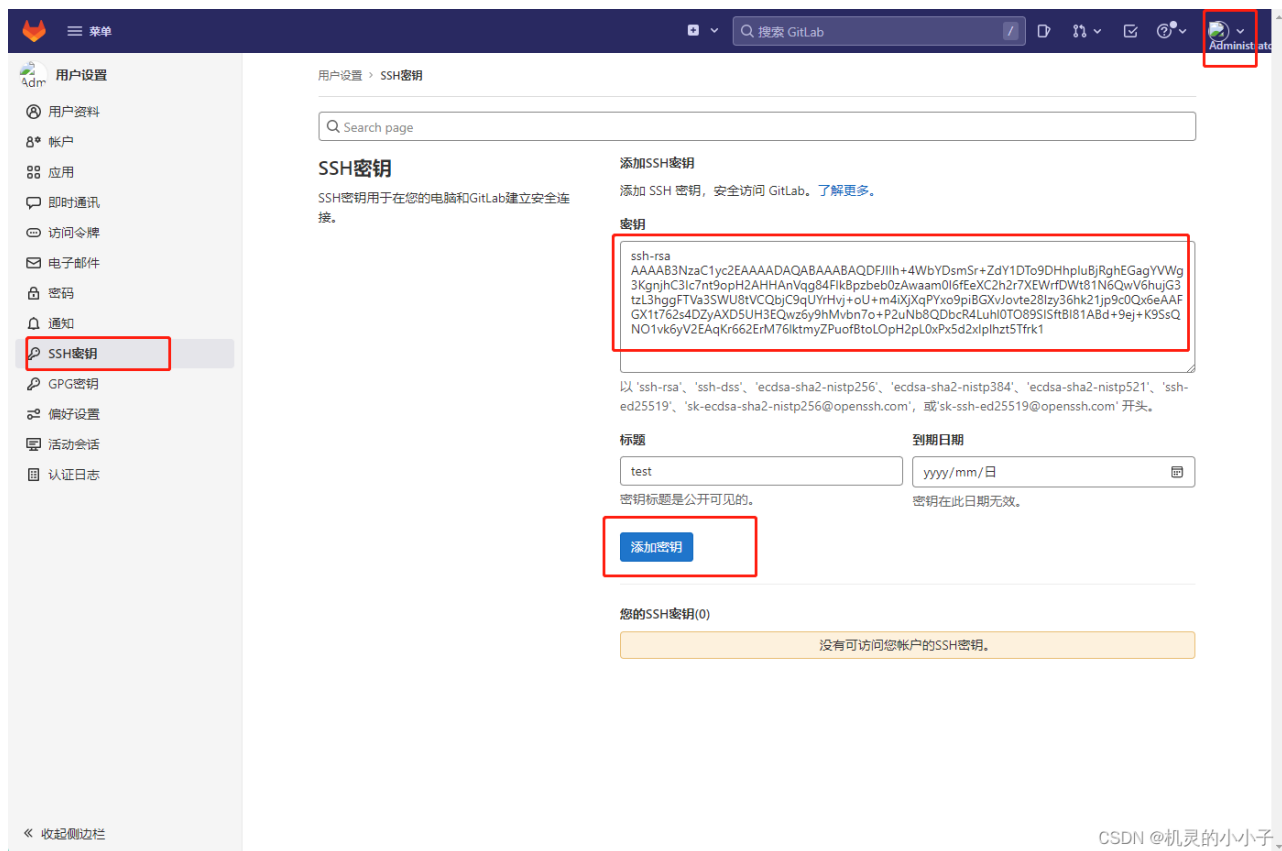 菜单
搜索 GitLab
/
Administrato
Adm
用户设置
用户资料
帐户
应用
即时通讯
访问令牌
电子邮件
密码
通知
SSH密钥
GPG密钥
偏好设置
活动会话
认证日志
收起侧边栏
用户设置 › SSH密钥
Search page
SSH密钥
SSH密钥用于在您的电脑和GitLab建立安全连
接。
添加SSH密钥
添加 SSH 密钥，安全访问 GitLab。了解更多。
密钥
ssh-rsa
AAAAB3NzaC1yc2EAAAADAQABAAABAQDFJIlh+4WbYDsmSr+ZdY1DTo9DHhpIuBjRghEGagYVWg
3KgnjhC3Ic7nt9opH2AHHAnVqg84FIkBpzbeb0zAwaam0I6fEeXC2h2r7XEWrfDWt81N6QwV6hujG3
tzL3hggFTVa3SWU8tVCQbjC9qUYrHvj+oU+m4iXjXqPYxo9piBGXvJovte28Izy36hk21jp9c0Qx6eAAF
GX1t762s4DZyAXD5UH3EQwz6y9hMvbn7o+P2uNb8QDbcR4LuhI0TO89SISftBI81ABd+9ej+K9SsQ
NO1vk6yV2EAqKr662ErM76IktmyZPuofBtoLOpH2pL0xPx5d2xIplhzt5Tfrk1
以 'ssh-rsa'、'ssh-dss'、'ecdsa-sha2-nistp256'、'ecdsa-sha2-nistp384'、'ecdsa-sha2-nistp521'、'ssh-
ed25519'、'sk-ecdsa-sha2-nistp256@openssh.com'，或'sk-ssh-ed25519@openssh.com' 开头。
标题
到期日期
test
yyyy/mm/日
密钥标题是公开可见的。
密钥在此日期无效。
添加密钥
您的SSH密钥(0)
没有可访问您帐户的SSH密钥。
CSDN @机灵的小小子